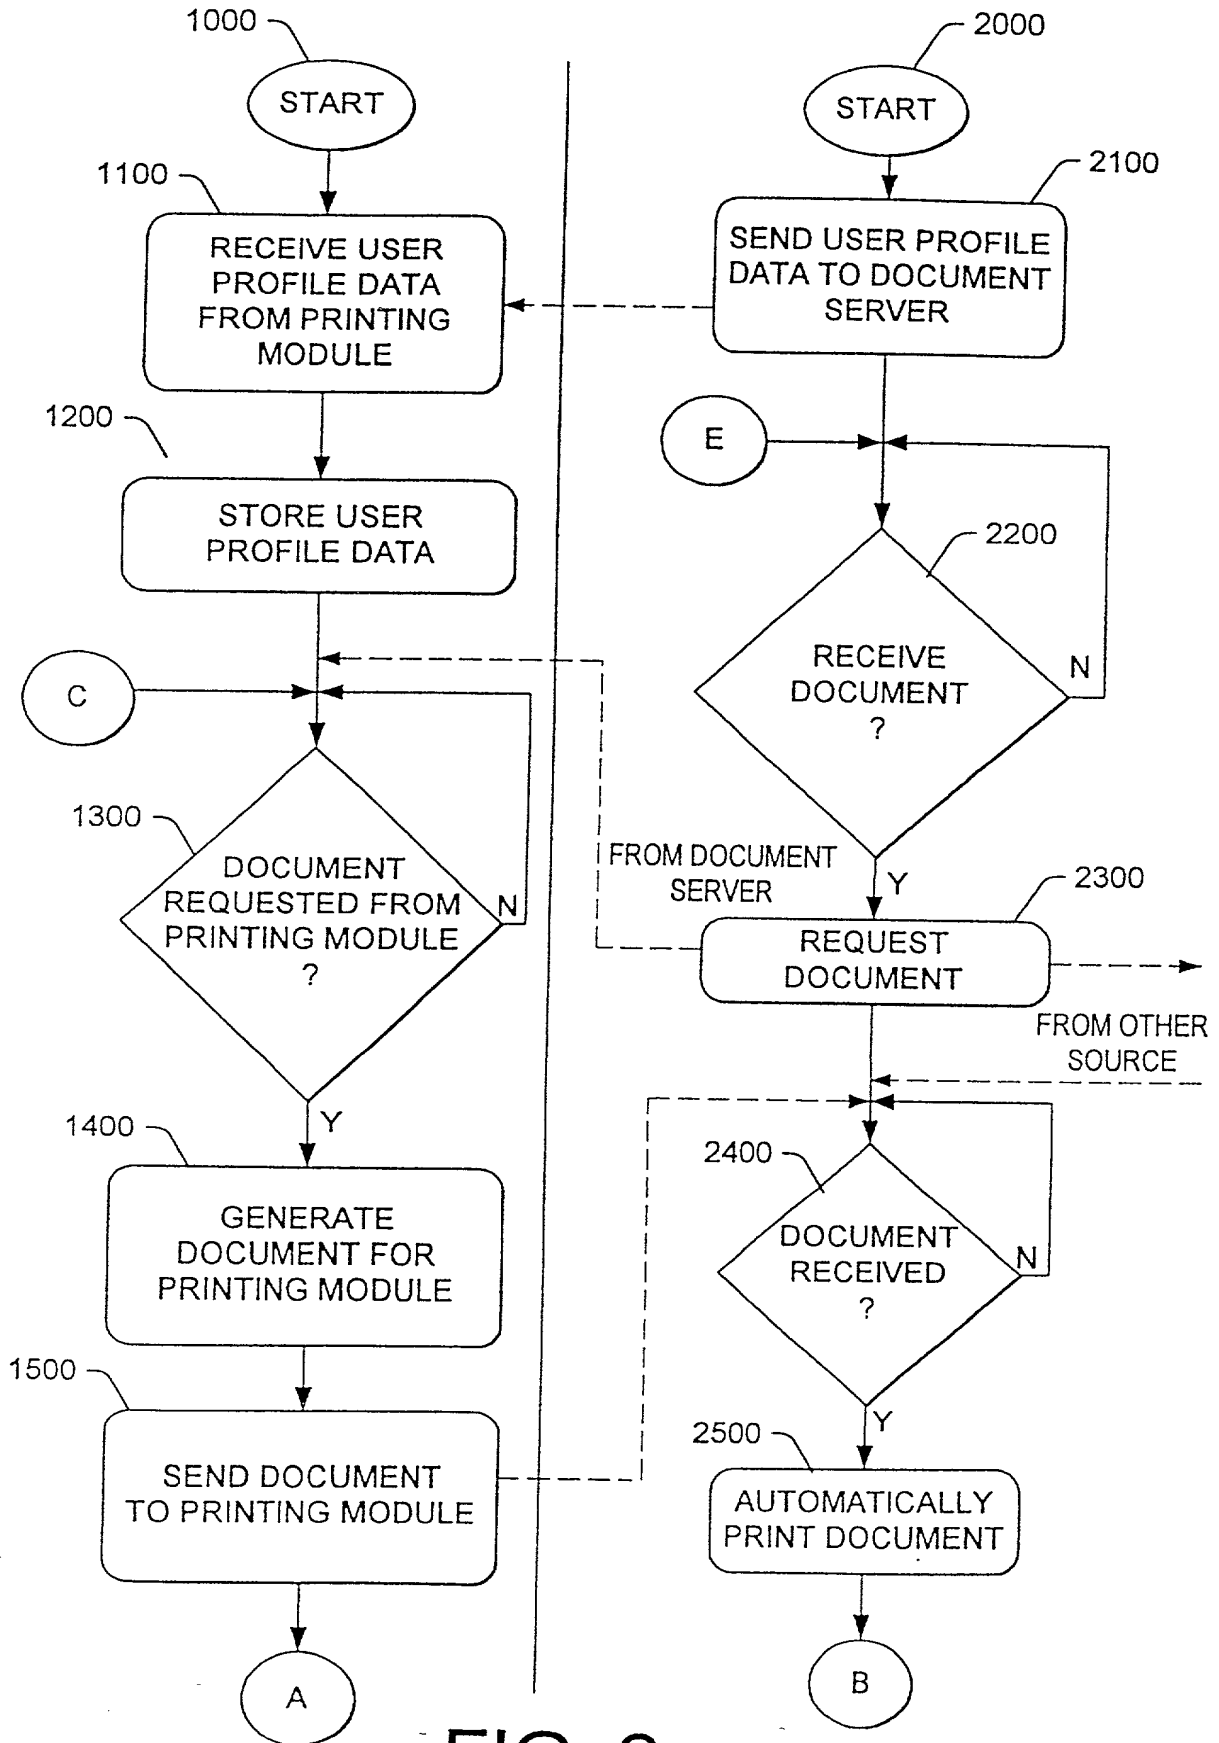 1000
START
1100
RECEIVE USER
PROFILE DATA
FROM PRINTING
MODULE
1200
STORE USER
PROFILE DATA
C
1300
DOCUMENT
REQUESTED FROM
PRINTING MODULE
?
N
Y
1400
GENERATE
DOCUMENT FOR
PRINTING MODULE
1500
SEND DOCUMENT
TO PRINTING MODULE
A
2000
START
2100
SEND USER PROFILE
DATA TO DOCUMENT
SERVER
E
2200
RECEIVE
DOCUMENT
?
N
Y
FROM DOCUMENT
SERVER
2300
REQUEST
DOCUMENT
FROM OTHER
SOURCE
2400
DOCUMENT
RECEIVED
?
N
Y
2500
AUTOMATICALLY
PRINT DOCUMENT
B
FIG.